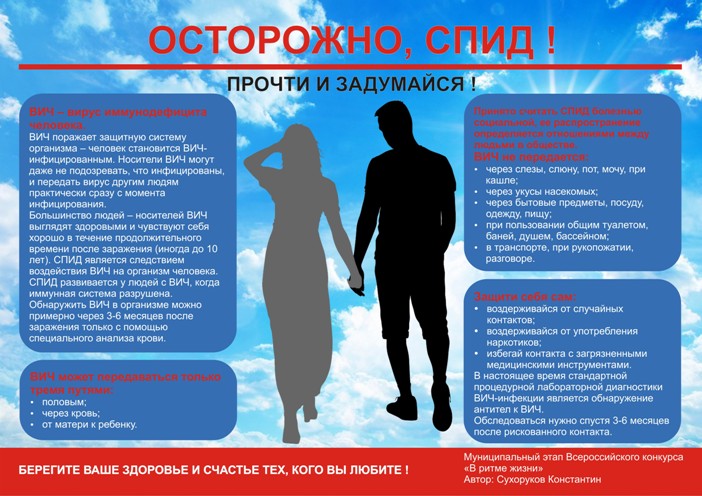 ОСТОРОЖНО, СПИД !
ПРОЧТИ И ЗАДУМАЙСЯ !
ВИЧ – вирус иммунодефицита
человека.
ВИЧ поражает защитную систему
организма – человек становится ВИЧ-
инфицированным. Носители ВИЧ могут
даже не подозревать, что инфицированы,
и передать вирус другим людям
практически сразу с момента
инфицирования.
Большинство людей – носителей ВИЧ
выглядят здоровыми и чувствуют себя
хорошо в течение продолжительного
времени после заражения (иногда до 10
лет). СПИД является следствием
воздействия ВИЧ на организм человека.
СПИД развивается у людей с ВИЧ, когда
иммунная система разрушена.
Обнаружить ВИЧ в организме можно
примерно через 3-6 месяцев после
заражения только с помощью
специального анализа крови.
ВИЧ может передаваться только
тремя путями:
• половым;
• через кровь;
• от матери к ребенку.
Принято считать СПИД болезнью
социальной, ее распространение
определяется отношениями между
людьми в обществе.
ВИЧ не передается:
• через слезы, слюну, пот, мочу, при
кашле;
• через укусы насекомых;
• через бытовые предметы, посуду,
одежду, пищу;
• при пользовании общим туалетом,
баней, душем, бассейном;
• в транспорте, при рукопожатии,
разговоре.
Защити себя сам:
• воздерживайся от случайных
контактов;
• воздерживайся от употребления
наркотиков;
• избегай контакта с загрязненными
медицинскими инструментами.
В настоящее время стандартной
процедурной лабораторной диагностики
ВИЧ-инфекции является обнаружение
антител к ВИЧ.
Обследоваться нужно спустя 3-6 месяцев
после рискованного контакта.
БЕРЕГИТЕ ВАШЕ ЗДОРОВЬЕ И СЧАСТЬЕ ТЕХ, КОГО ВЫ ЛЮБИТЕ !
Муниципальный этап Всероссийского конкурса
«В ритме жизни»
Автор: Сухоруков Константин